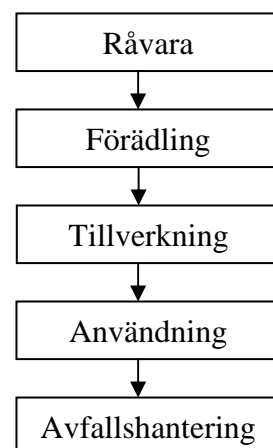 Råvara
Förädling
Tillverkning
Användning
Avfallshantering